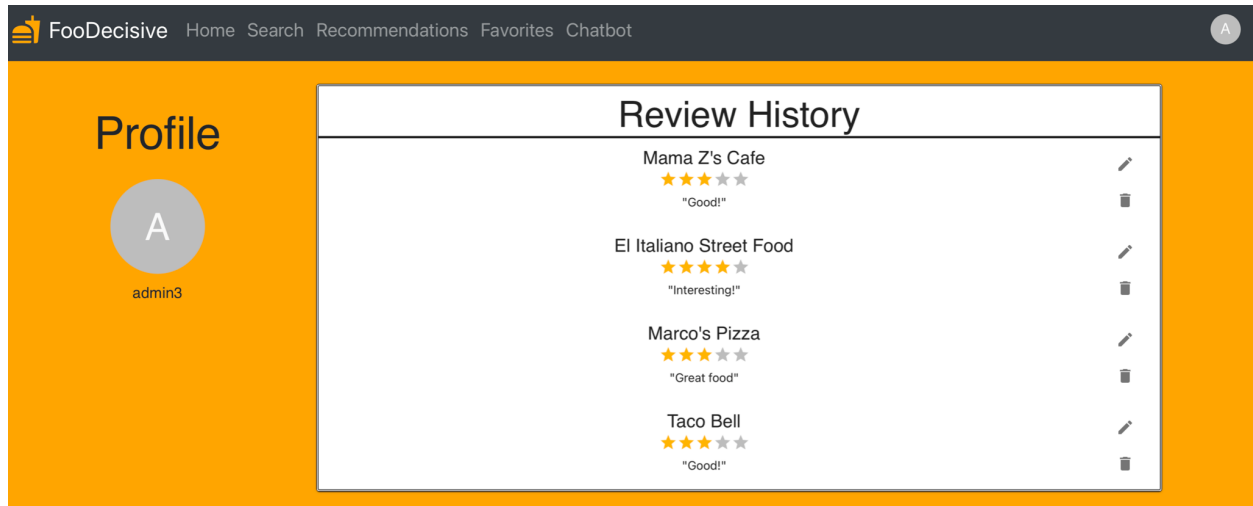 FooDecisive Home Search Recommendations Favorites Chatbot A
Profile
A
admin3
Review History
Mama Z's Cafe
"Good!"
El Italiano Street Food
"Interesting!"
Marco's Pizza
"Great food"
Taco Bell
"Good!"